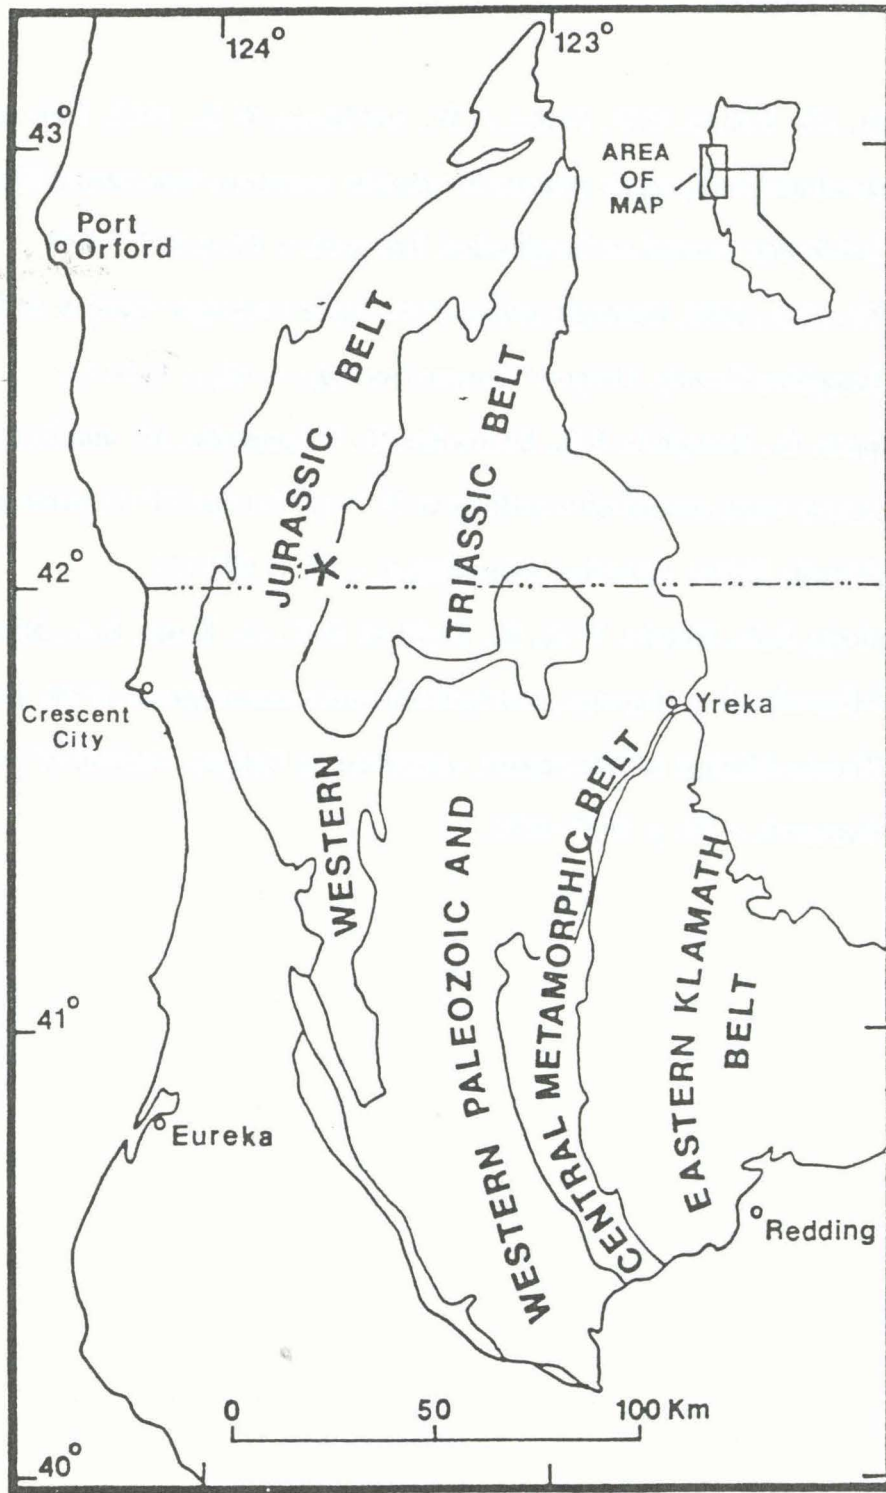 124°
123°
43°
AREA
OF
MAP
Port
Orford
JURASSIC BELT
TRIASSIC BELT
42°
Crescent
City
Yreka
WESTERN
WESTERN PALEOZOIC AND
CENTRAL METAMORPHIC BELT
EASTERN KLAMATH
BELT
41°
Eureka
Redding
0 50 100 Km
40°